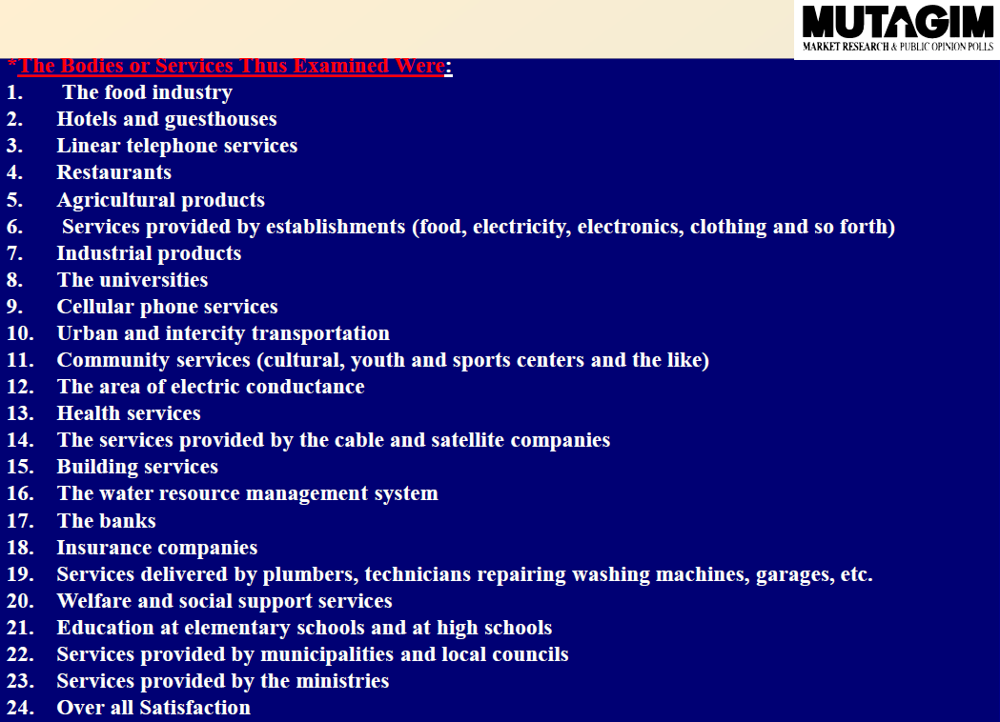 MUTAGIM
MARKET RESEARCH & PUBLIC OPINION POLLS
*The Bodies or Services Thus Examined Were:
1. The food industry
2. Hotels and guesthouses
3. Linear telephone services
4. Restaurants
5. Agricultural products
6. Services provided by establishments (food, electricity, electronics, clothing and so forth)
7. Industrial products
8. The universities
9. Cellular phone services
10. Urban and intercity transportation
11. Community services (cultural, youth and sports centers and the like)
12. The area of electric conductance
13. Health services
14. The services provided by the cable and satellite companies
15. Building services
16. The water resource management system
17. The banks
18. Insurance companies
19. Services delivered by plumbers, technicians repairing washing machines, garages, etc.
20. Welfare and social support services
21. Education at elementary schools and at high schools
22. Services provided by municipalities and local councils
23. Services provided by the ministries
24. Over all Satisfaction